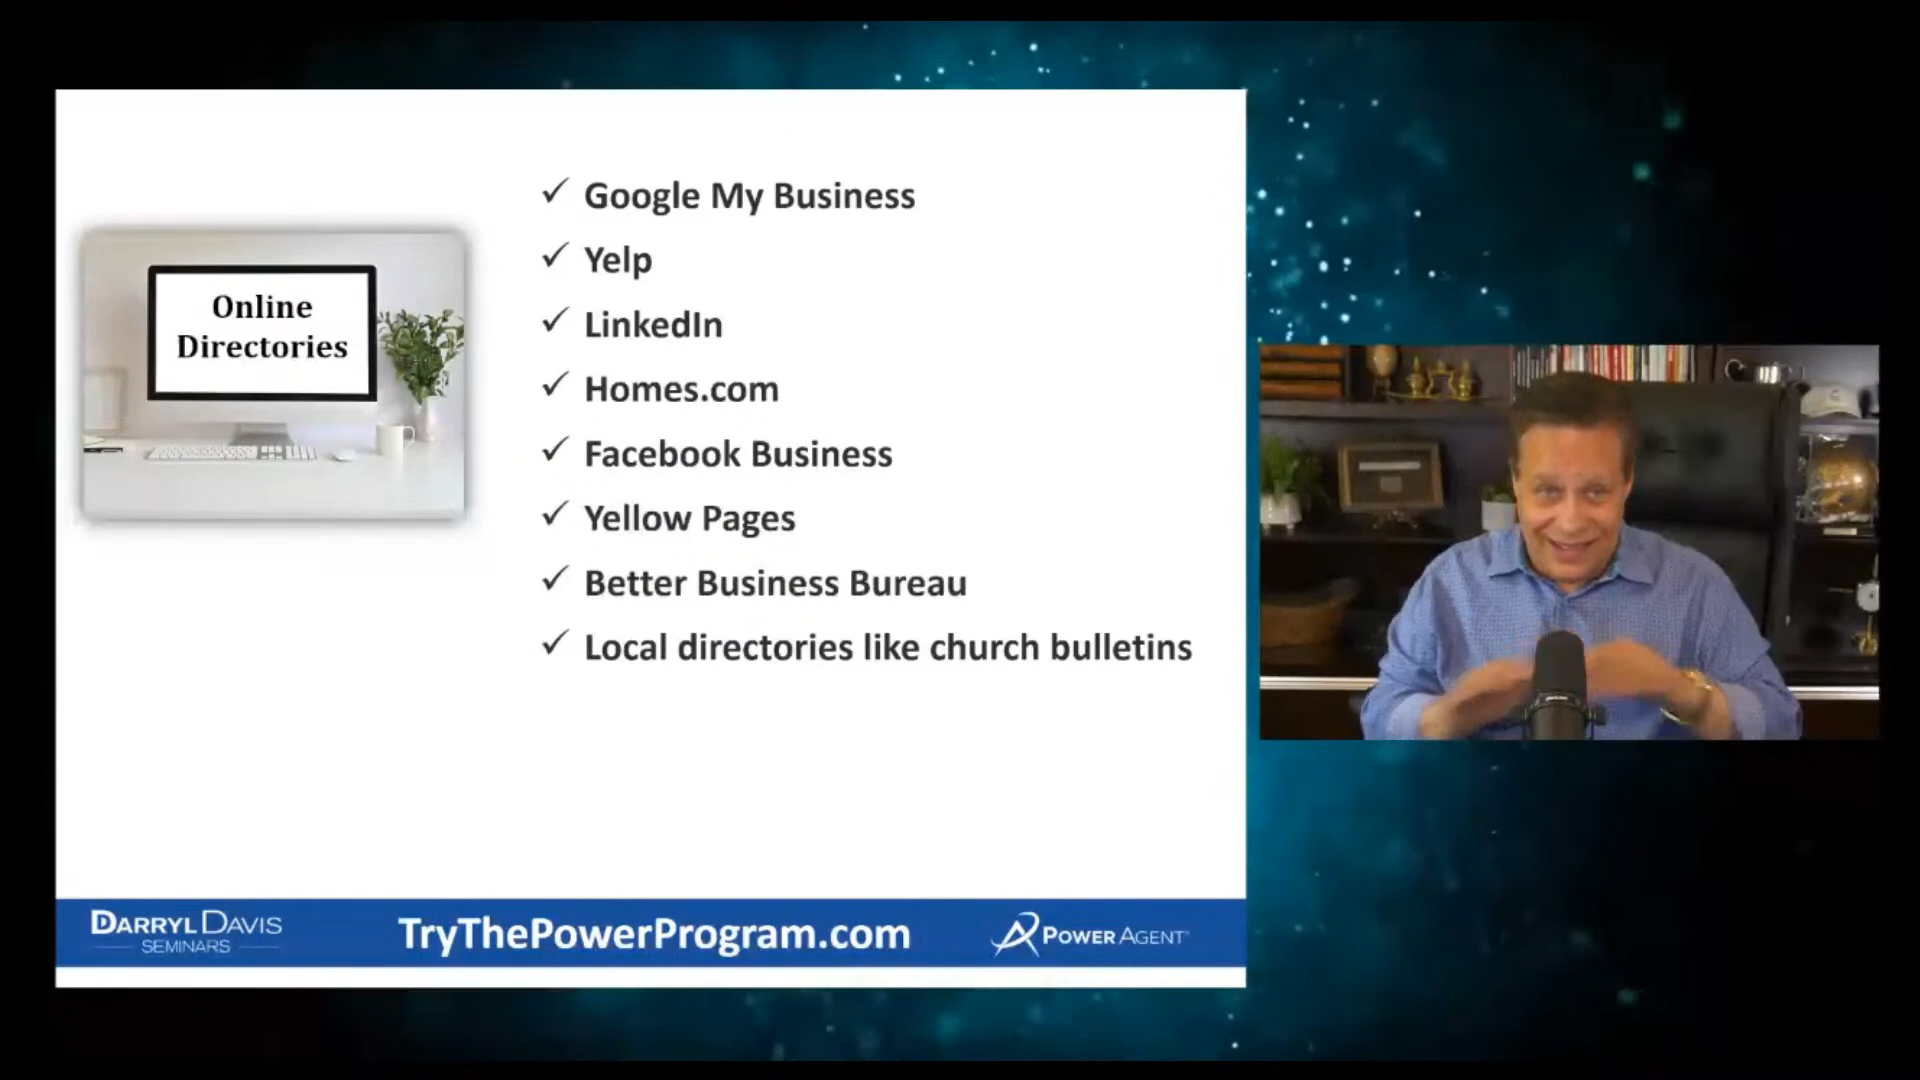 Online
Directories
✓ Google My Business
✓ Yelp
✓ LinkedIn
✓ Homes.com
✓ Facebook Business
✓ Yellow Pages
✓ Better Business Bureau
✓ Local directories like church bulletins
DARRYL DAVIS
SEMINARS
TryThePowerProgram.com
POWER AGENT